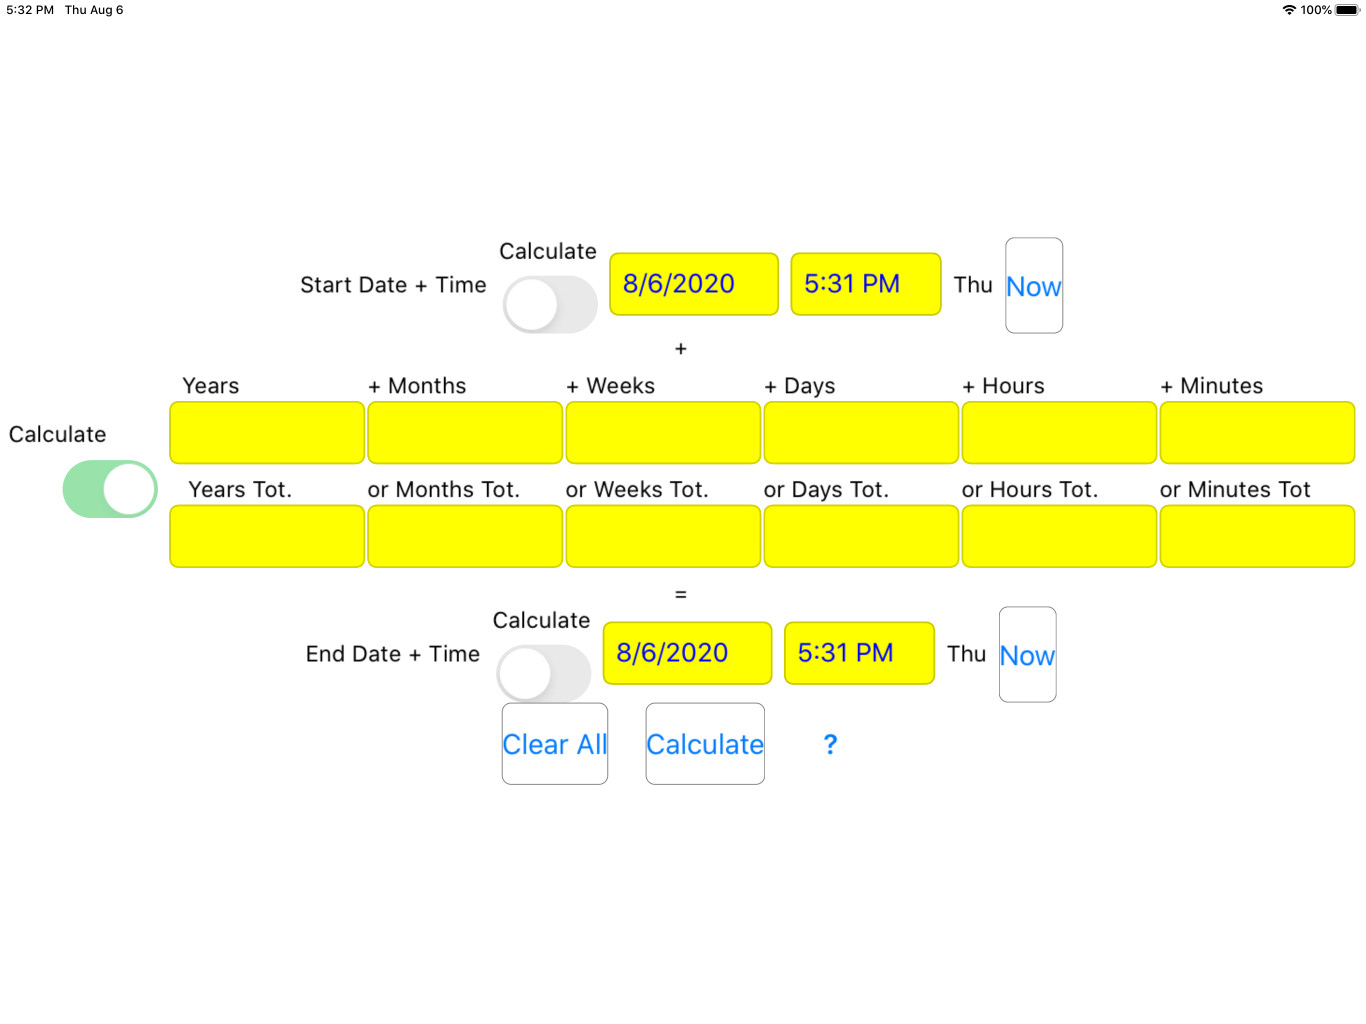 5:32 PM Thu Aug 6 100%
Calculate
Start Date + Time 8/6/2020 5:31 PM Thu Now
+
Years + Months + Weeks + Days + Hours + Minutes
Calculate
Years Tot. or Months Tot. or Weeks Tot. or Days Tot. or Hours Tot. or Minutes Tot
=
Calculate
End Date + Time 8/6/2020 5:31 PM Thu Now
Clear All Calculate ?